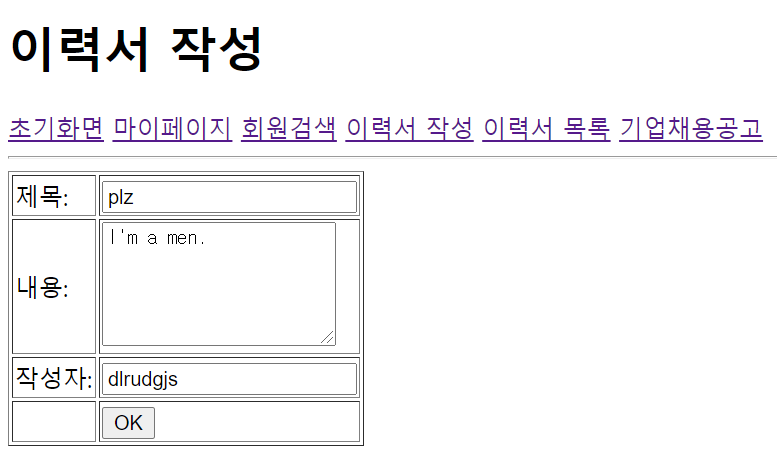 이력서 작성
초기화면 마이페이지 회원검색 이력서 작성 이력서 목록 기업채용공고
제목: plz
내용: I'm a men.
작성자: dlrudgjs
OK